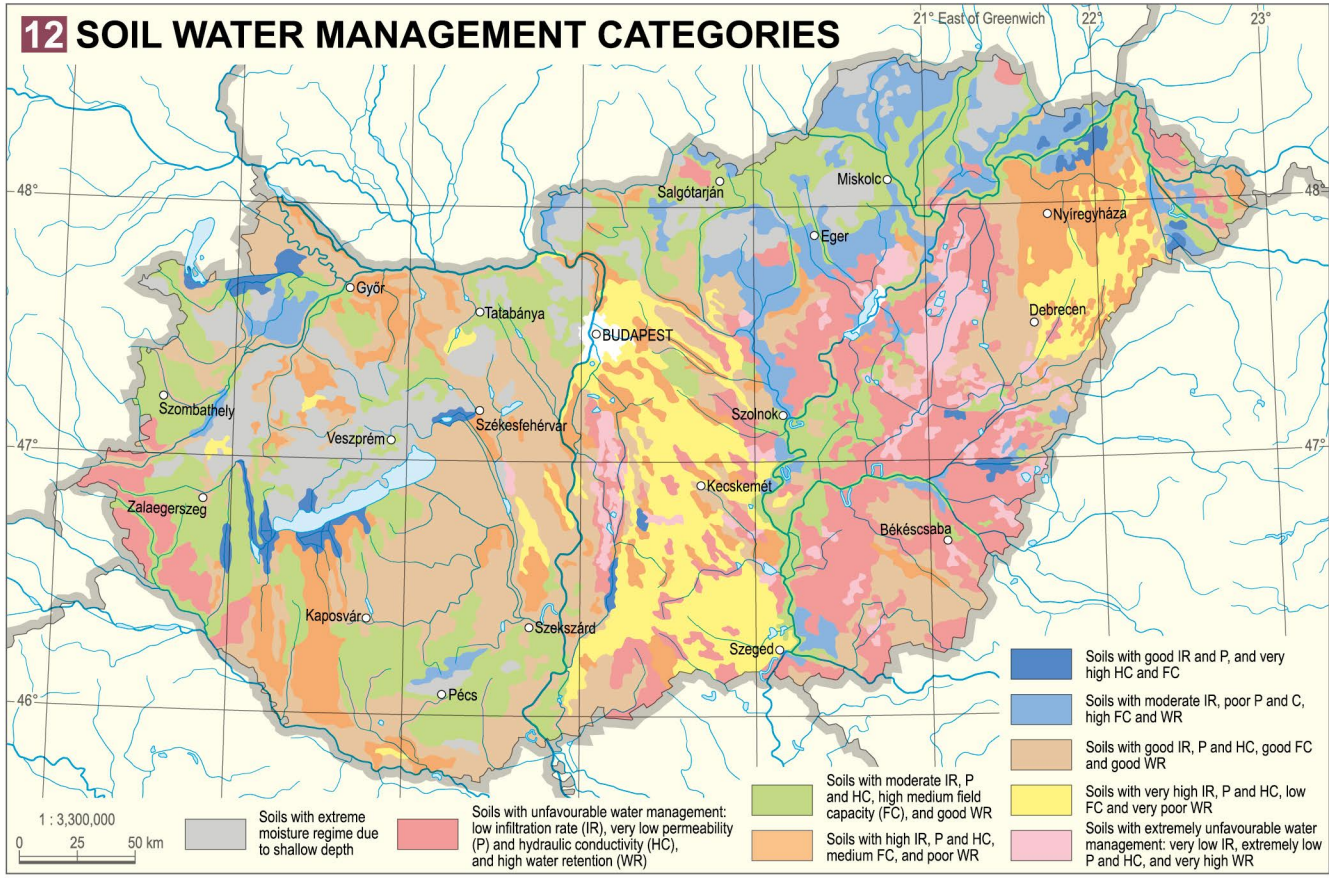 12 SOIL WATER MANAGEMENT CATEGORIES
21° East of Greenwich
22°
23°
48°
48°
47°
47°
46°
Salgótarján
Miskolc
Eger
Nyíregyháza
Győr
Tatabánya
BUDAPEST
Debrecen
Szombathely
Székesfehérvár
Szolnok
Veszprém
Zalaegerszeg
Kecskemét
Békéscsaba
Kaposvár
Szekszárd
Szeged
Pécs
1 : 3,300,000
0 25 50 km
Soils with extreme
moisture regime due
to shallow depth
Soils with unfavourable water management:
low infiltration rate (IR), very low permeability
(P) and hydraulic conductivity (HC),
and high water retention (WR)
Soils with moderate IR, P
and HC, high medium field
capacity (FC), and good WR
Soils with high IR, P and HC,
medium FC, and poor WR
Soils with good IR and P, and very
high HC and FC
Soils with moderate IR, poor P and C,
high FC and WR
Soils with good IR, P and HC, good FC
and good WR
Soils with very high IR, P and HC, low
FC and very poor WR
Soils with extremely unfavourable water
management: very low IR, extremely low
P and HC, and very high WR